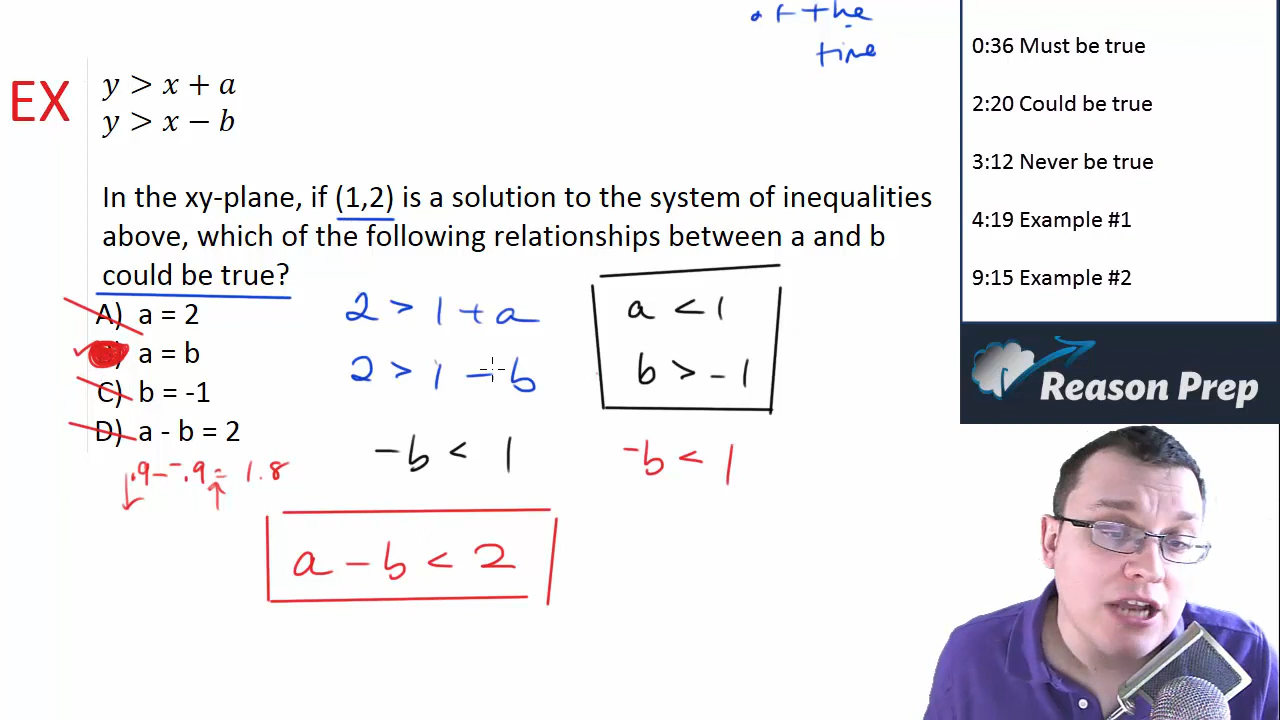 of the
time
EX
y > x + a
y > x − b
In the xy-plane, if (1,2) is a solution to the system of inequalities
above, which of the following relationships between a and b
could be true?
A) a = 2
a = b
C) b = -1
D) a - b = 2
.9 - -.9 = 1.8
2 > 1 + a
2 > 1 - b
-b < 1
a < 1
b > -1
-b < 1
a - b < 2
0:36 Must be true
2:20 Could be true
3:12 Never be true
4:19 Example #1
9:15 Example #2
Reason Prep